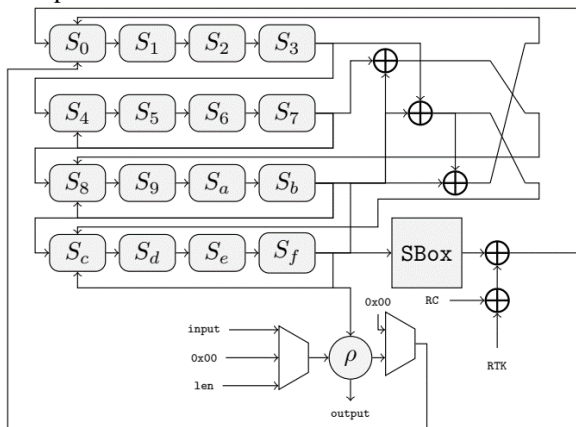 S0 S1 S2 S3
S4 S5 S6 S7
S8 S9 Sa Sb
Sc Sd Se Sf SBox
0x00 RC
input
0x00 ρ
len RTK
output